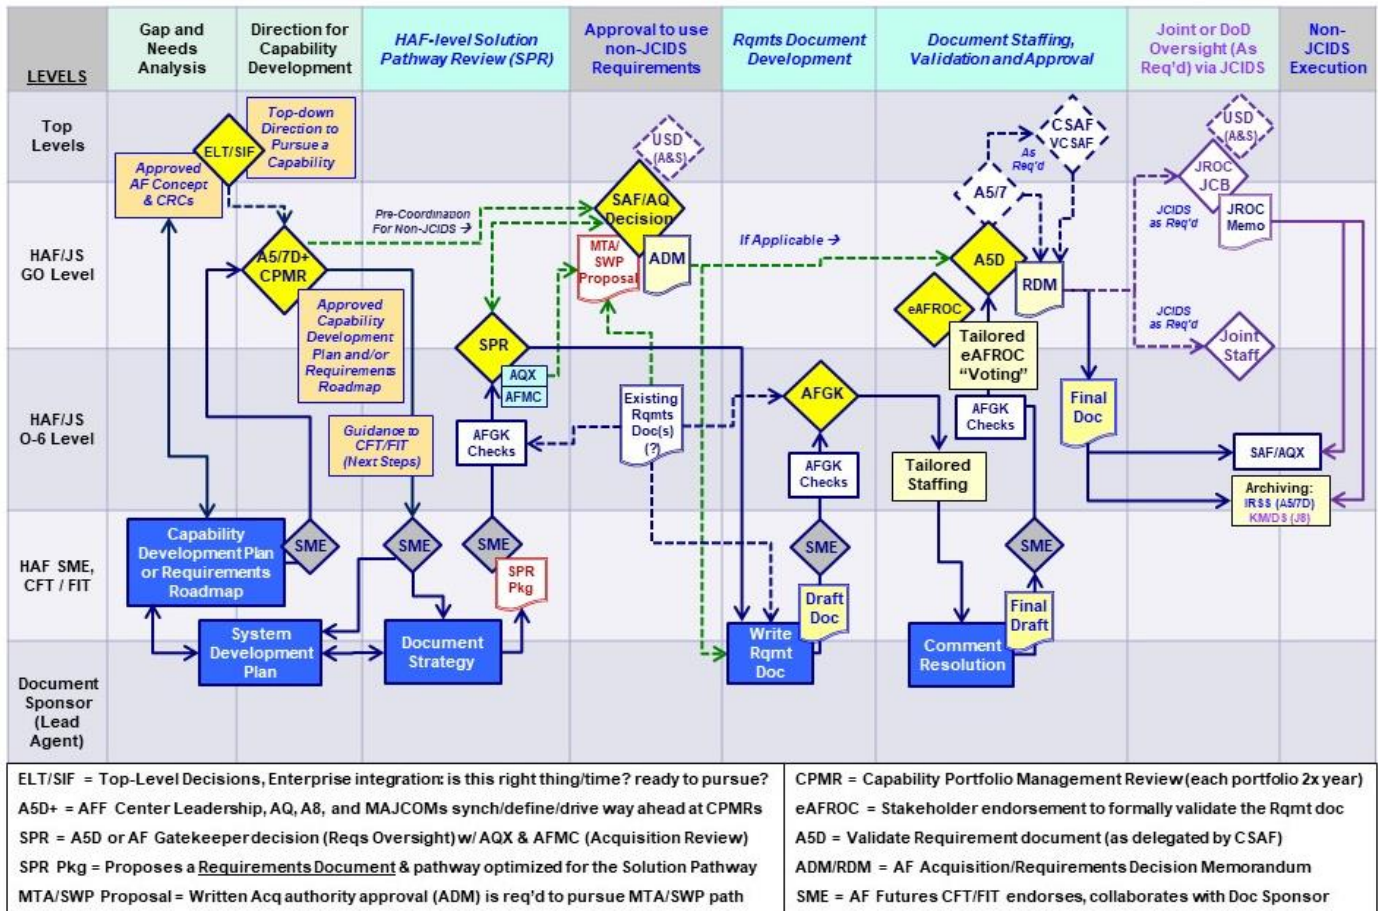 LEVELS
Gap and
Needs
Analysis
Direction for
Capability
Development
HAF-level Solution
Pathway Review (SPR)
Approval to use
non-JCIDS
Requirements
Rqmts Document
Development
Document Staffing,
Validation and Approval
Joint or DoD
Oversight (As
Req'd) via JCIDS
Non-
JCIDS
Execution
Top
Levels
ELT/SIF
Top-down
Direction to
Pursue a
Capability
Approved
AF Concept
& CRCs
USD
(A&S)
CSAF
VCSAF
As
Req'd
A5/7
USD
(A&S)
JROC
JCB
JROC
Memo
HAF/JS
GO Level
A5/7D+
CPMR
Pre-Coordination
For Non-JCIDS →
SAF/AQ
Decision
MTA/
SWP
Proposal
ADM
If Applicable →
A5D
RDM
JCIDS
as Req'd
Approved
Capability
Development
Plan and/or
Requirements
Roadmap
SPR
AQX
AFMC
eAFROC
Tailored
eAFROC
"Voting"
JCIDS
as Req'd
Joint
Staff
HAF/JS
O-6 Level
Guidance to
CFT/FIT
(Next Steps)
AFGK
Checks
Existing
Rqmts
Doc(s)
(?)
AFGK
AFGK
Checks
Tailored
Staffing
AFGK
Checks
Final
Doc
SAF/AQX
Archiving:
IRSS (A5/7D)
KM/DS (J8)
HAF SME,
CFT / FIT
Capability
Development Plan
or Requirements
Roadmap
SME
SME
SME
SPR
Pkg
SME
Draft
Doc
SME
Final
Draft
System
Development
Plan
Document
Strategy
Write
Rqmt
Doc
Comment
Resolution
Document
Sponsor
(Lead
Agent)
ELT/SIF = Top-Level Decisions, Enterprise integration: is this right thing/time? ready to pursue?
A5D+ = AFF Center Leadership, AQ, A8, and MAJCOMs synch/define/drive way ahead at CPMRs
SPR = A5D or AF Gatekeeper decision (Reqs Oversight) w/ AQX & AFMC (Acquisition Review)
SPR Pkg = Proposes a Requirements Document & pathway optimized for the Solution Pathway
MTA/SWP Proposal = Written Acq authority approval (ADM) is req'd to pursue MTA/SWP path
CPMR = Capability Portfolio Management Review (each portfolio 2x year)
eAFROC = Stakeholder endorsement to formally validate the Rqmt doc
A5D = Validate Requirement document (as delegated by CSAF)
ADM/RDM = AF Acquisition/Requirements Decision Memorandum
SME = AF Futures CFT/FIT endorses, collaborates with Doc Sponsor